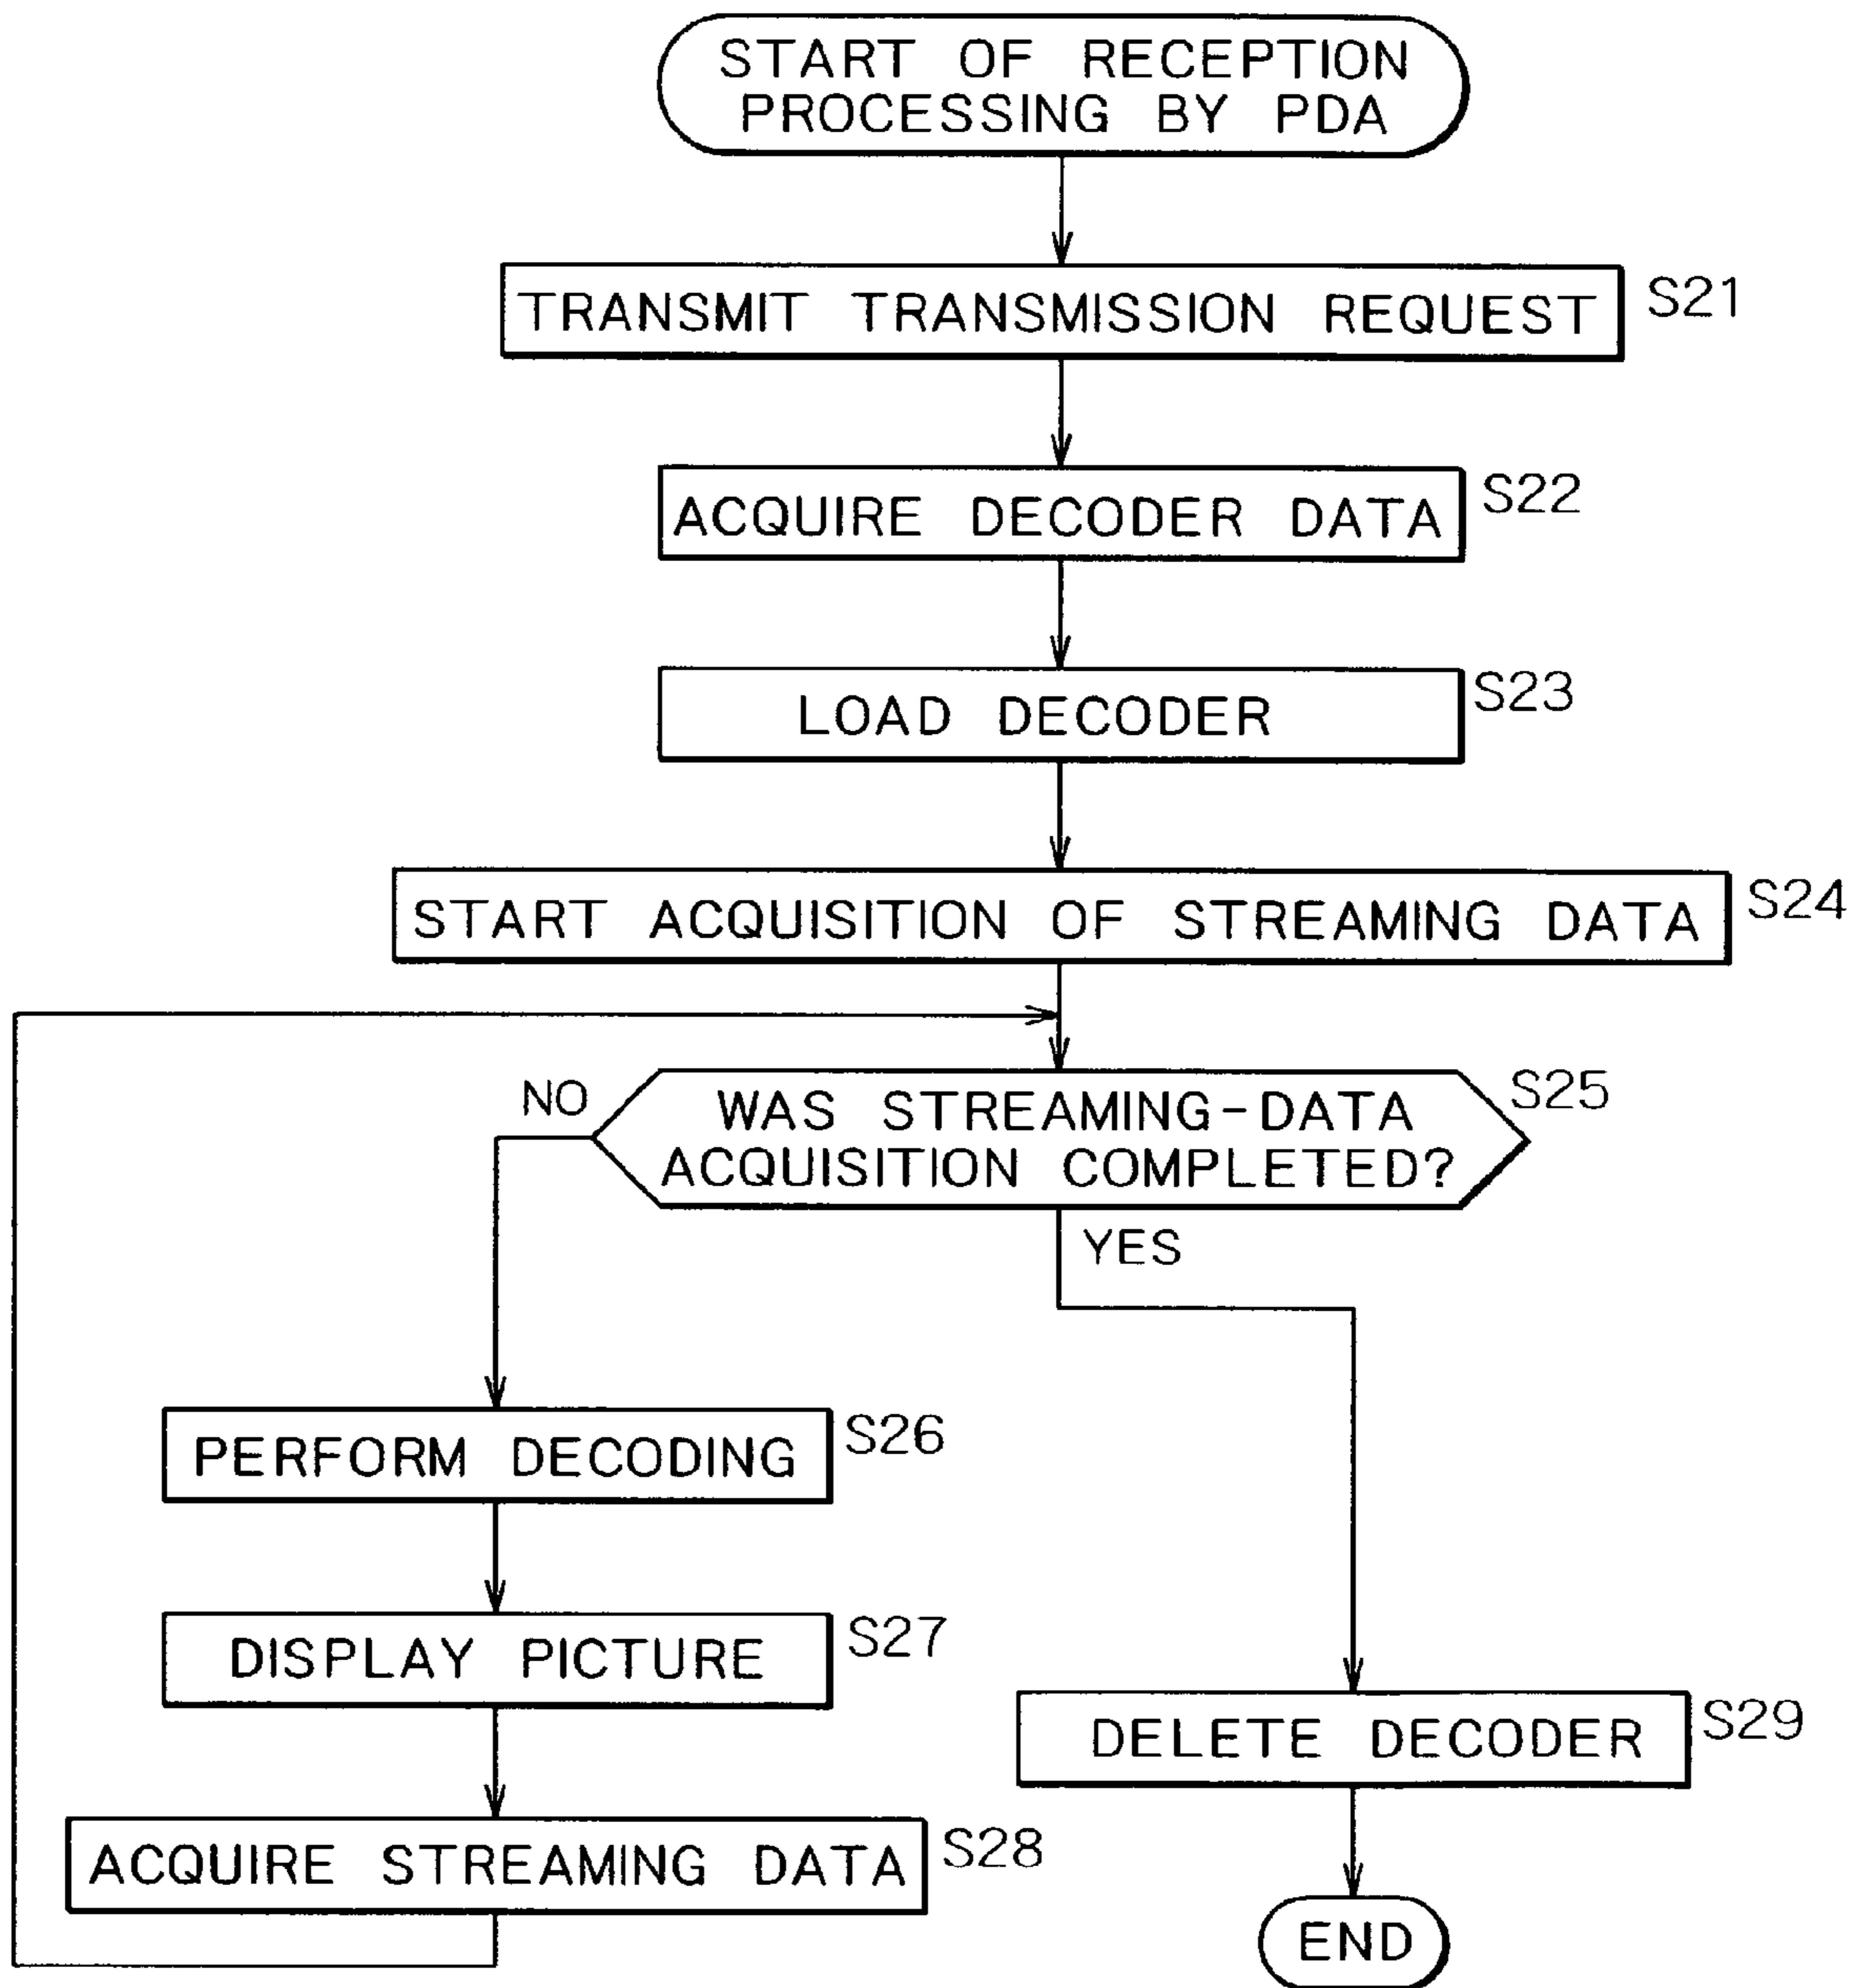 START OF RECEPTION
PROCESSING BY PDA
TRANSMIT TRANSMISSION REQUEST
S21
ACQUIRE DECODER DATA
S22
LOAD DECODER
S23
START ACQUISITION OF STREAMING DATA
S24
NO
WAS STREAMING-DATA
ACQUISITION COMPLETED?
S25
YES
PERFORM DECODING
S26
DISPLAY PICTURE
S27
DELETE DECODER
S29
ACQUIRE STREAMING DATA
S28
END